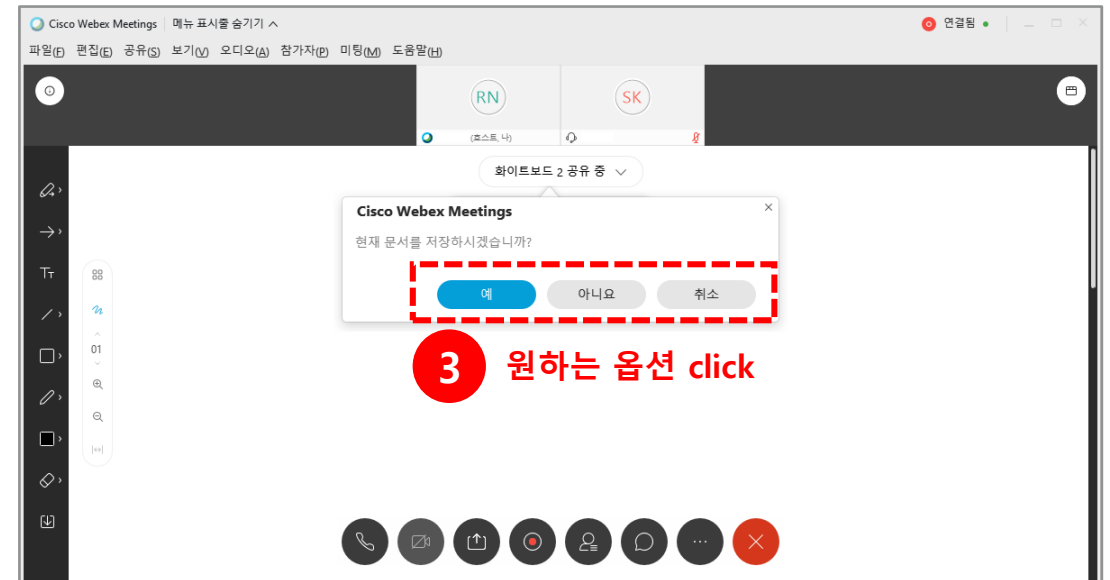 Cisco Webex Meetings 메뉴 표시줄 숨기기 연결됨
파일(F) 편집(E) 공유(S) 보기(V) 오디오(A) 참가자(P) 미팅(M) 도움말(H)
RN SK
(호스트, 나)
화이트보드 2 공유 중
Cisco Webex Meetings
현재 문서를 저장하시겠습니까?
예 아니요 취소
Tт
01
3 원하는 옵션 click